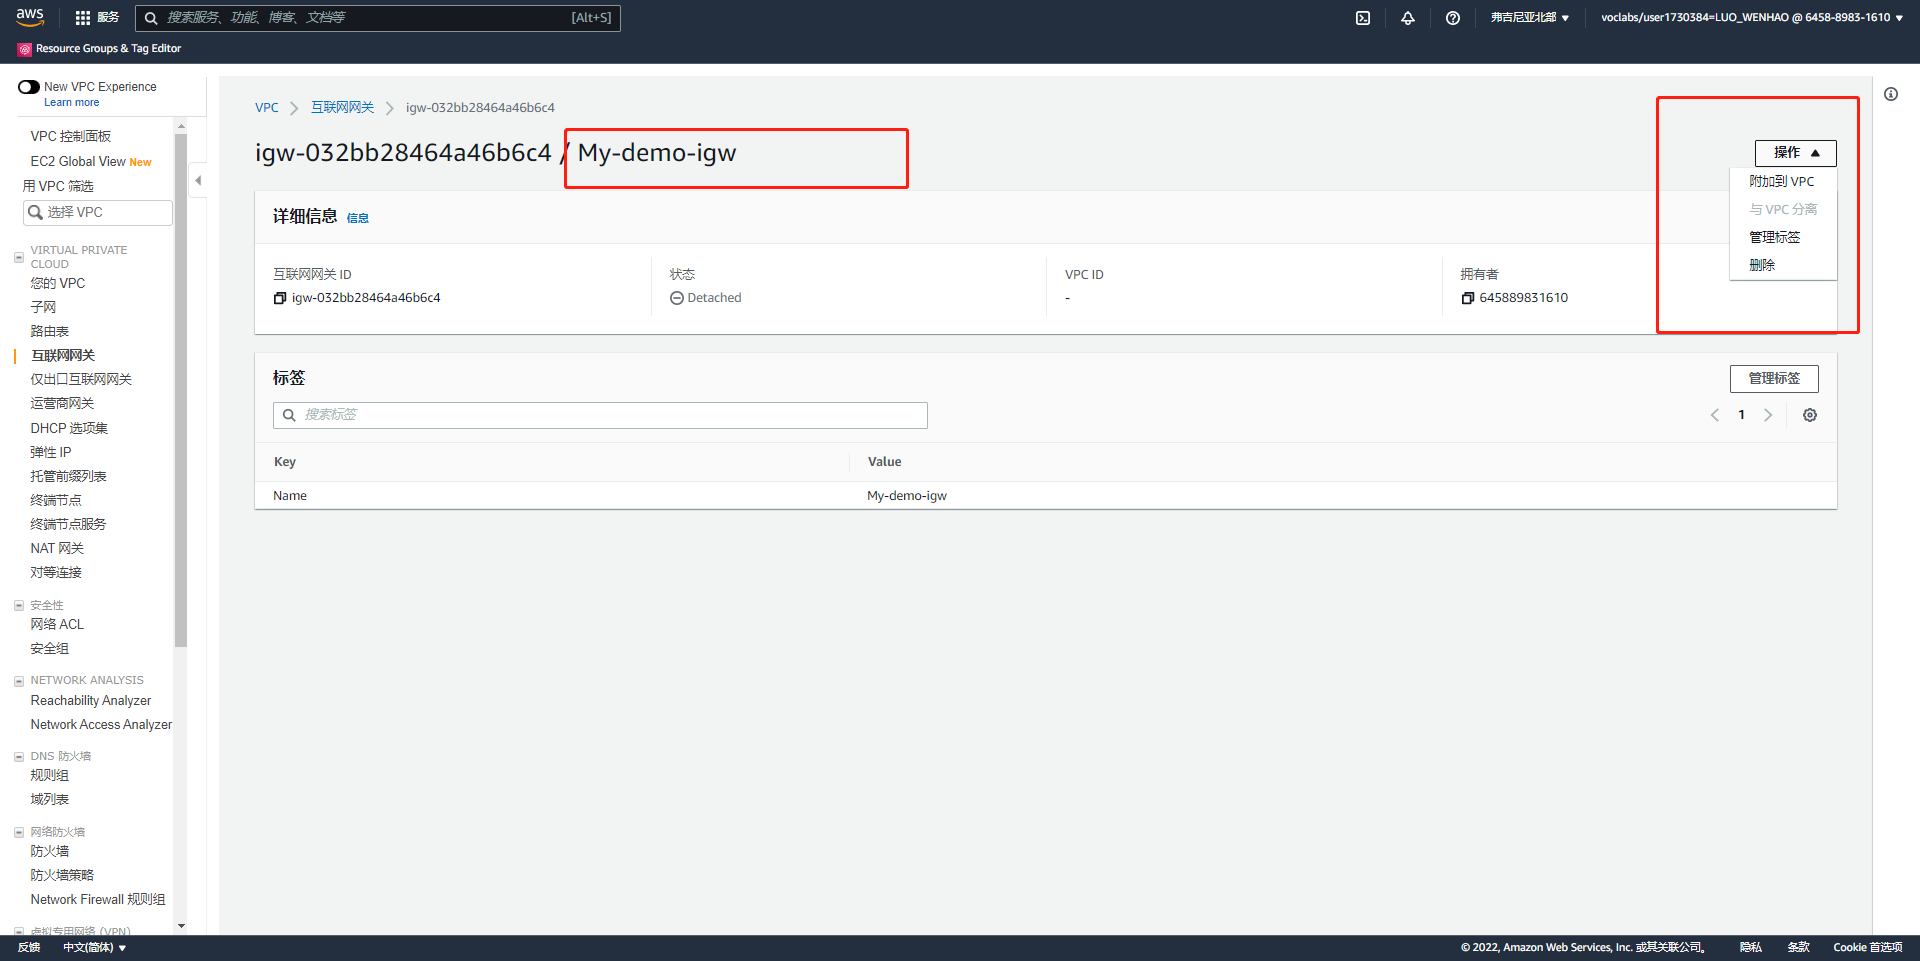 aws 服务 搜索服务、功能、博客、文档等 [Alt+S] 弗吉尼亚北部 voclabs/user1730384=LUO_WENHAO @ 6458-8983-1610
Resource Groups & Tag Editor
New VPC Experience
Learn more
VPC 控制面板
EC2 Global View New
用 VPC 筛选
选择 VPC
VIRTUAL PRIVATE
CLOUD
您的 VPC
子网
路由表
互联网网关
仅出口互联网网关
运营商网关
DHCP 选项集
弹性 IP
托管前缀列表
终端节点
终端节点服务
NAT 网关
对等连接
安全性
网络 ACL
安全组
NETWORK ANALYSIS
Reachability Analyzer
Network Access Analyzer
DNS 防火墙
规则组
域列表
网络防火墙
防火墙
防火墙策略
Network Firewall 规则组
虚拟专用网络 (VPN)
VPC 互联网网关 igw-032bb28464a46b6c4
igw-032bb28464a46b6c4 / My-demo-igw
操作
附加到 VPC
与 VPC 分离
管理标签
删除
详细信息 信息
互联网网关 ID
igw-032bb28464a46b6c4
状态
Detached
VPC ID
-
拥有者
645889831610
标签
管理标签
搜索标签
1
Key Value
Name My-demo-igw
反馈 中文(简体) © 2022, Amazon Web Services, Inc. 或其关联公司。 隐私 条款 Cookie 首选项